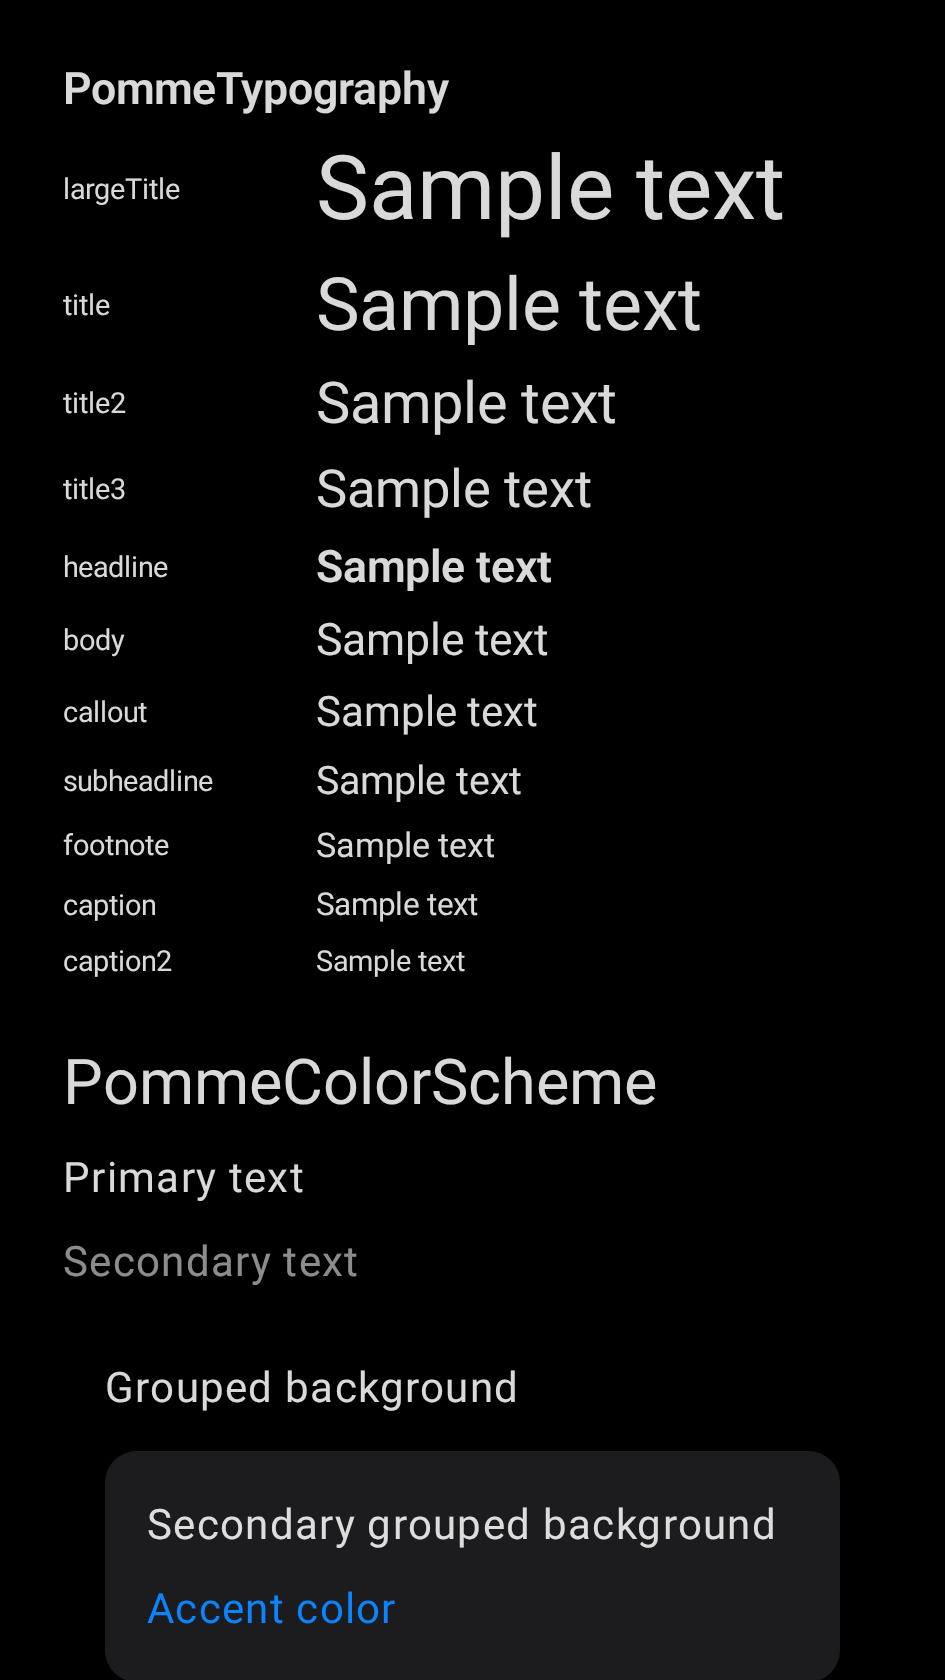 PommeTypography
largeTitle Sample text
title Sample text
title2 Sample text
title3 Sample text
headline Sample text
body Sample text
callout Sample text
subheadline Sample text
footnote Sample text
caption Sample text
caption2 Sample text
PommeColorScheme
Primary text
Secondary text
Grouped background
Secondary grouped background
Accent color